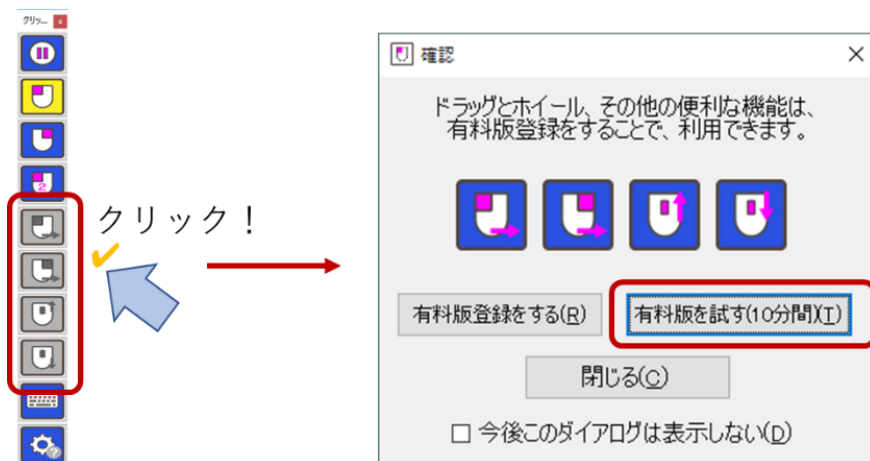 クリッ...
クリック！
確認
ドラッグとホイール、その他の便利な機能は、
有料版登録をすることで、利用できます。
有料版登録をする(R)
有料版を試す(10分間)(T)
閉じる(C)
今後このダイアログは表示しない(D)